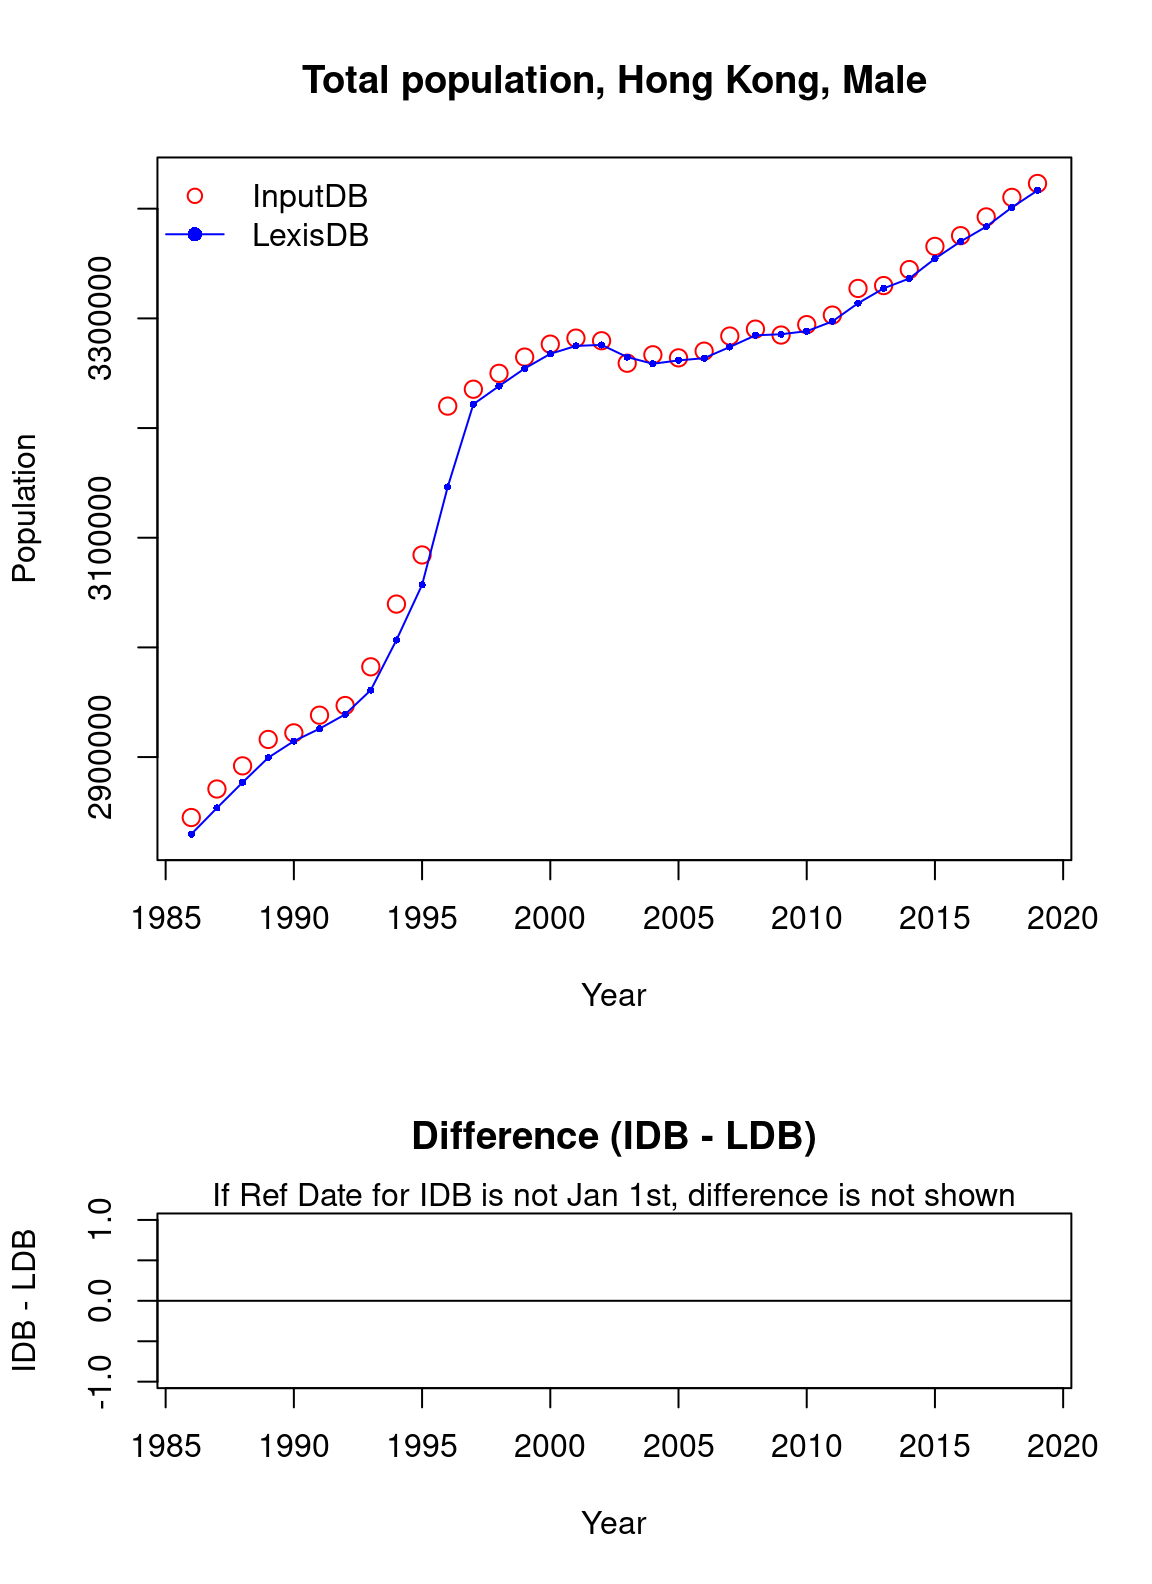 Total population, Hong Kong, Male
InputDB
LexisDB
Population
2900000
3100000
3300000
1985 1990 1995 2000 2005 2010 2015 2020
Year
Difference (IDB - LDB)
If Ref Date for IDB is not Jan 1st, difference is not shown
IDB - LDB
-1.0
0.0
1.0
1985 1990 1995 2000 2005 2010 2015 2020
Year